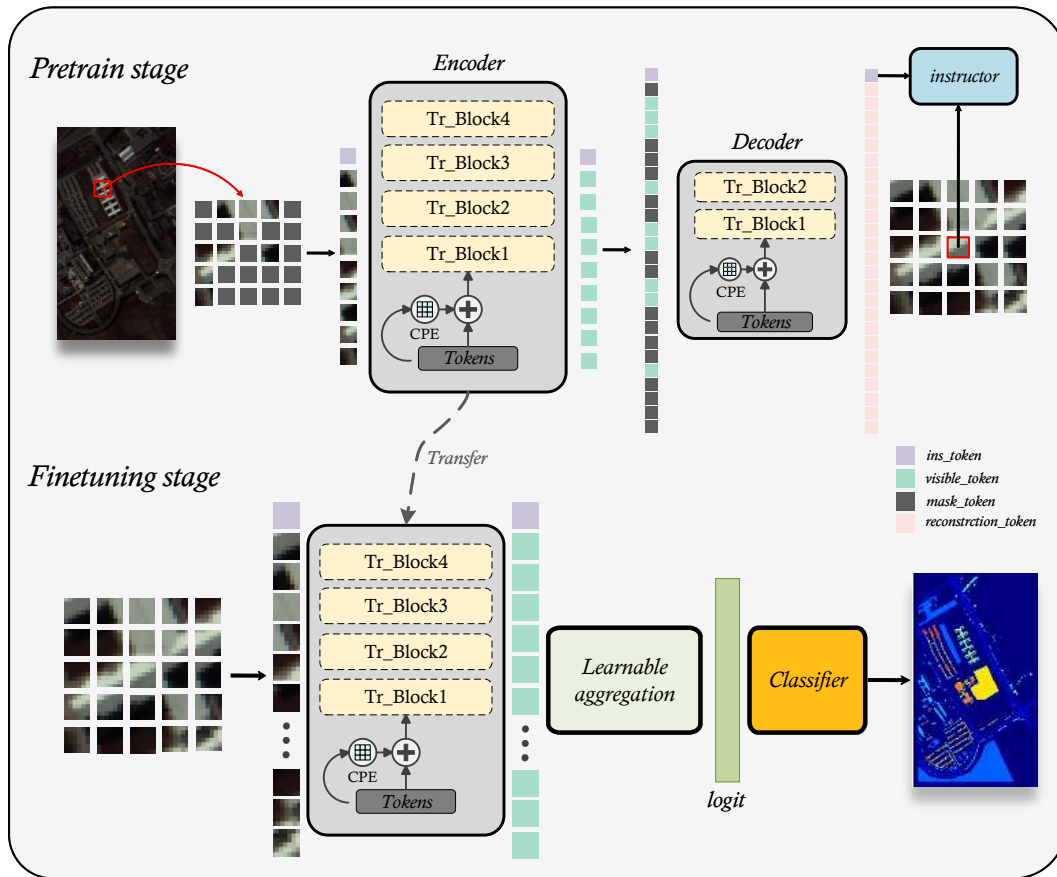 Pretrain stage
Encoder
Tr_Block4
Tr_Block3
Tr_Block2
Tr_Block1
CPE
Tokens
Decoder
Tr_Block2
Tr_Block1
CPE
Tokens
instructor
Transfer
ins_token
visible_token
mask_token
reconstrction_token
Finetuning stage
Tr_Block4
Tr_Block3
Tr_Block2
Tr_Block1
CPE
Tokens
Learnable
aggregation
logit
Classifier